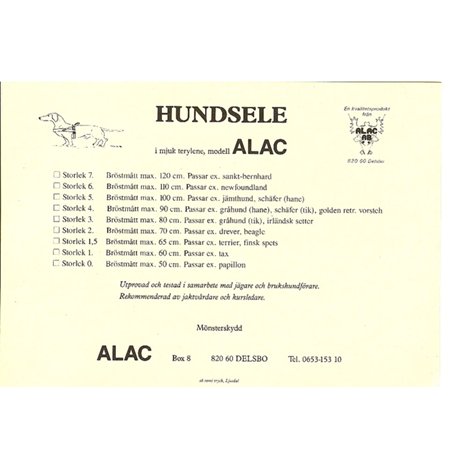 HUNDSELE
i mjuk terylene, modell ALAC
En kvalitetsprodukt
från
ALAC
AB
820 60 Delsbo
Storlek 7. Bröstmått max. 120 cm. Passar ex. sankt-bernhard
Storlek 6. Bröstmått max. 110 cm. Passar ex. newfoundland
Storlek 5. Bröstmått max. 100 cm. Passar ex. jämthund, schäfer (hane)
Storlek 4. Bröstmått max. 90 cm. Passar ex. gråhund (hane), schäfer (tik), golden retr. vorsteh
Storlek 3. Bröstmått max. 80 cm. Passar ex. gråhund (tik), irländsk setter
Storlek 2. Bröstmått max. 70 cm. Passar ex. drever, beagle
Storlek 1,5 Bröstmått max. 65 cm. Passar ex. terrier, finsk spets
Storlek 1. Bröstmått max. 60 cm. Passar ex. tax
Storlek 0. Bröstmått max. 50 cm. Passar ex. papillon
Utprovad och testad i samarbete med jägare och brukshundförare.
Rekommenderad av jaktvårdare och kursledare.
Mönsterskydd
ALAC Box 8 820 60 DELSBO Tel. 0653-153 10
tryck, Ljusdal